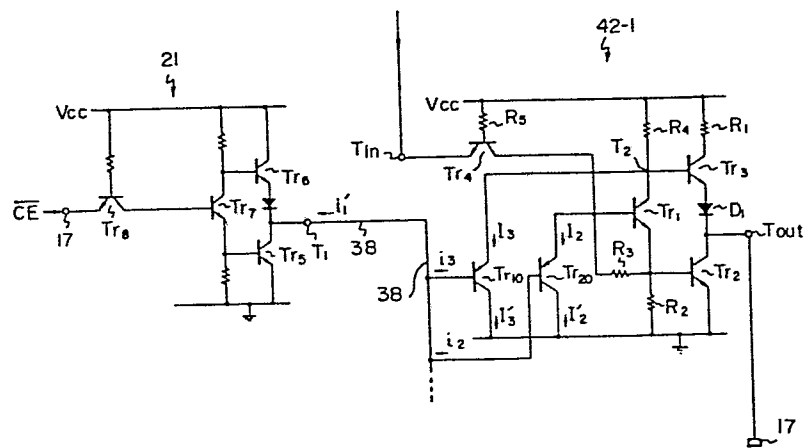 42-1
21
Vcc
Vcc
R5
R4
R1
Tin
T2
Tr4
Tr3
Tr6
CE
Tr7
Tr8
17
i1'
T1
38
I3
I2
Tr1
D1
Tout
Tr5
38
i3
Tr10
Tr20
R3
Tr2
I3'
I2'
R2
i2
17